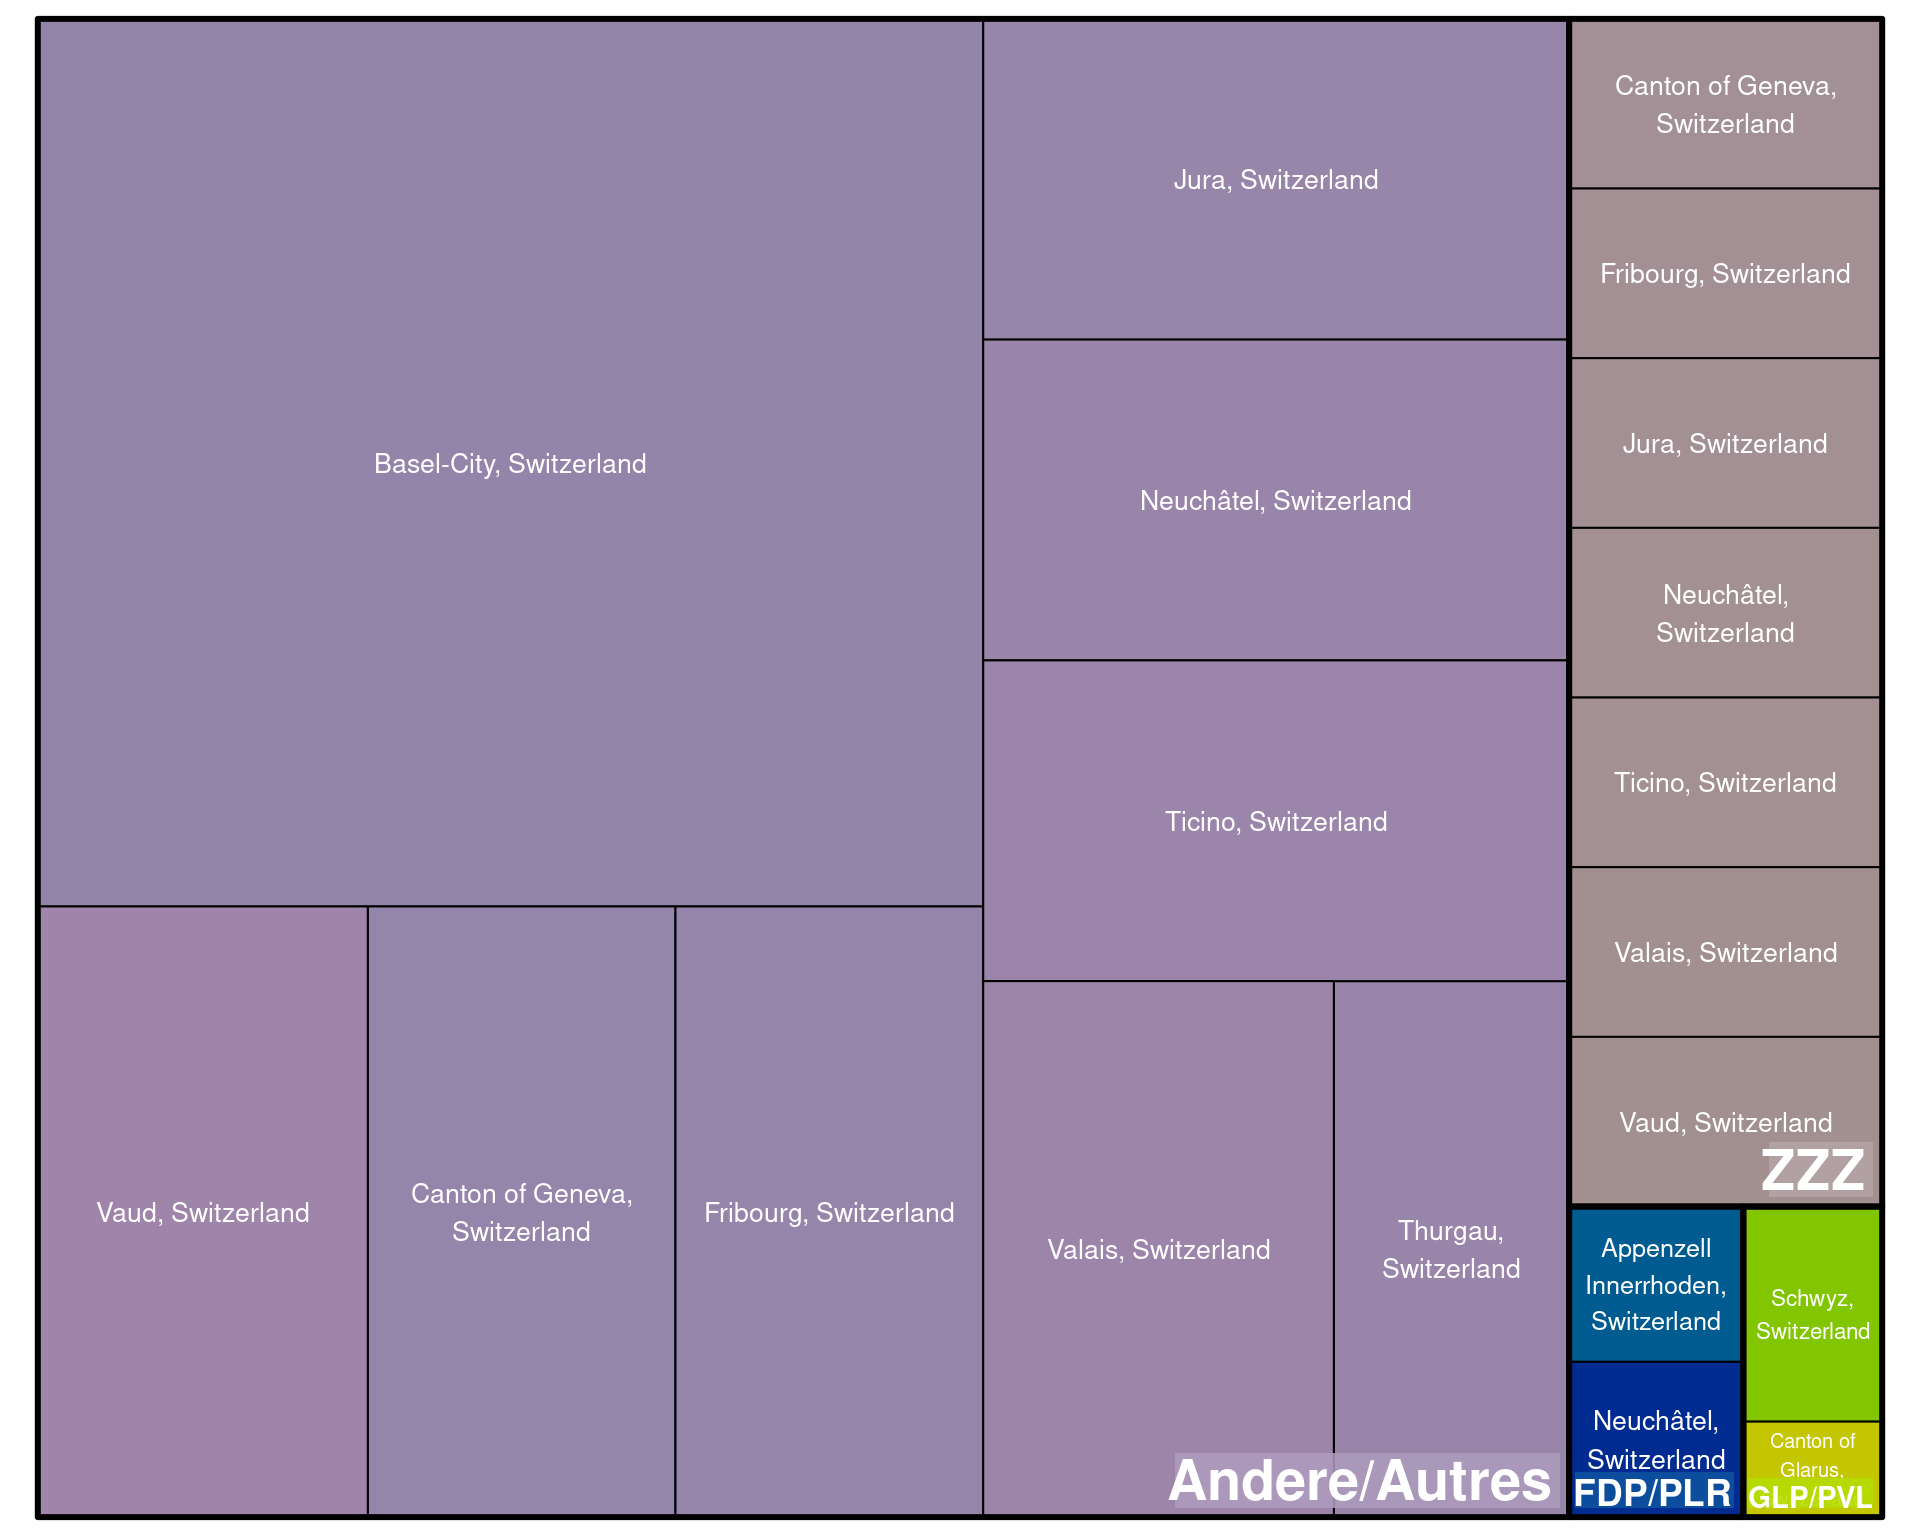 Basel-City, Switzerland
Vaud, Switzerland
Canton of Geneva,
Switzerland
Fribourg, Switzerland
Jura, Switzerland
Neuchâtel, Switzerland
Ticino, Switzerland
Valais, Switzerland
Thurgau,
Switzerland
Andere/Autres
Canton of Geneva,
Switzerland
Fribourg, Switzerland
Jura, Switzerland
Neuchâtel,
Switzerland
Ticino, Switzerland
Valais, Switzerland
Vaud, Switzerland
ZZZ
Appenzell
Innerrhoden,
Switzerland
Neuchâtel,
Switzerland
FDP/PLR
Schwyz,
Switzerland
Canton of
Glarus,
GLP/PVL